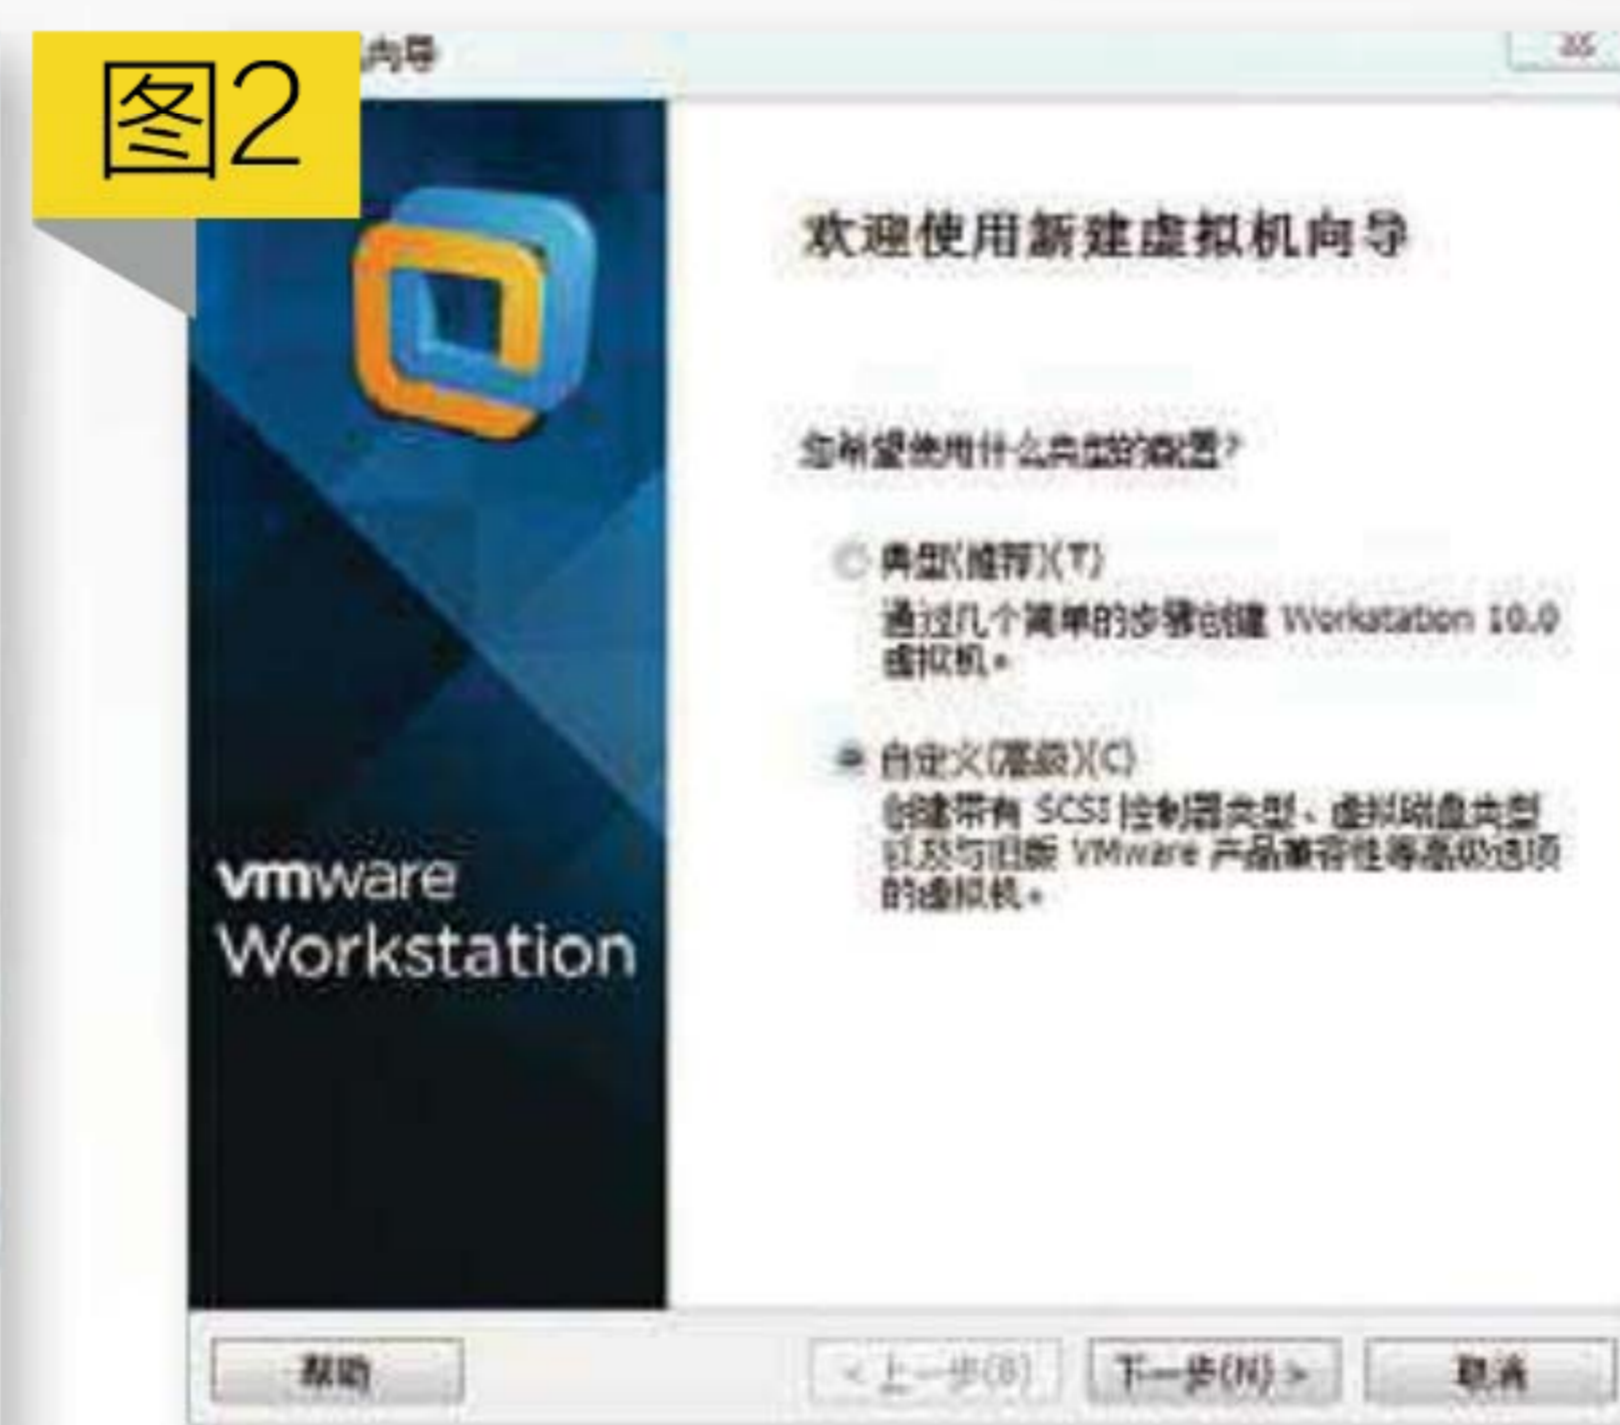 图2
向导
欢迎使用新建虚拟机向导
您希望使用什么类型的配置?
典型(推荐)(T)
通过几个简单的步骤创建 Workstation 10.0
虚拟机。
自定义(高级)(C)
创建带有 SCSI 控制器类型、虚拟磁盘类型
以及与旧版 VMware 产品兼容性等高级选项
的虚拟机。
vmware
Workstation
帮助
< 上一步(B)
下一步(N) >
取消